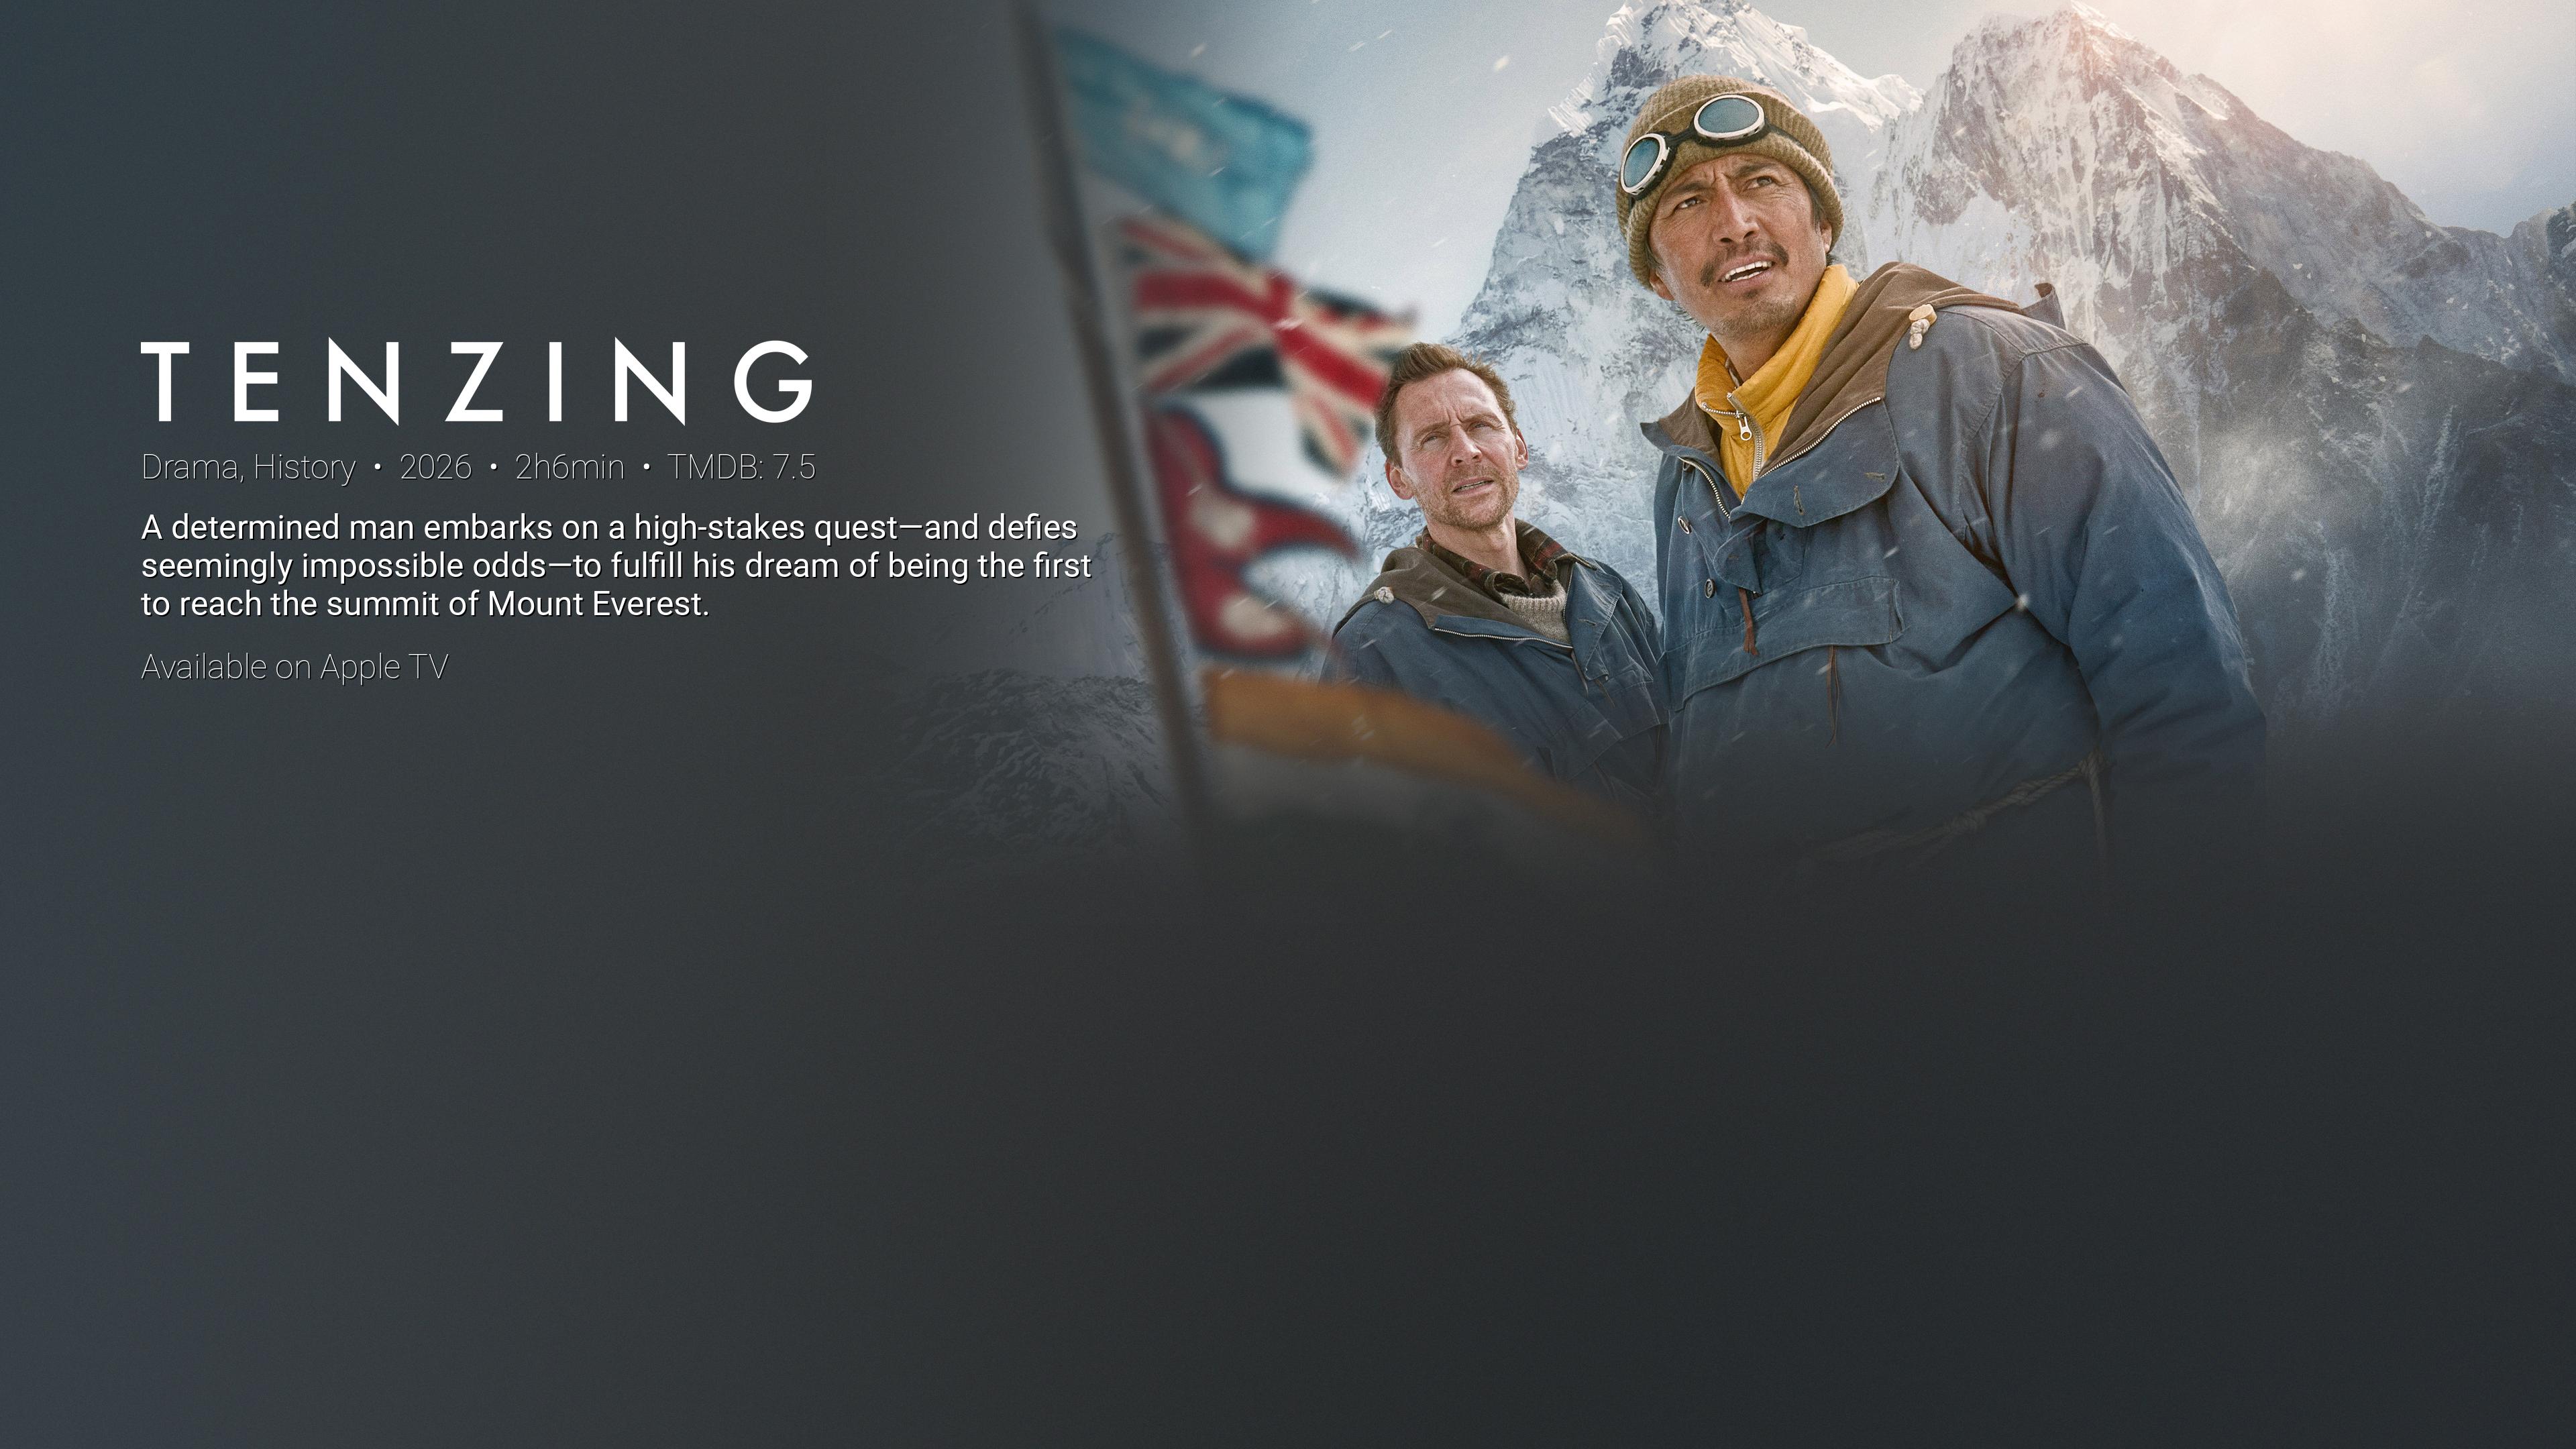 TENZING
Drama, History • 2026 • 2h6min • TMDB: 7.5
A determined man embarks on a high-stakes quest—and defies
seemingly impossible odds—to fulfill his dream of being the first
to reach the summit of Mount Everest.
Available on Apple TV